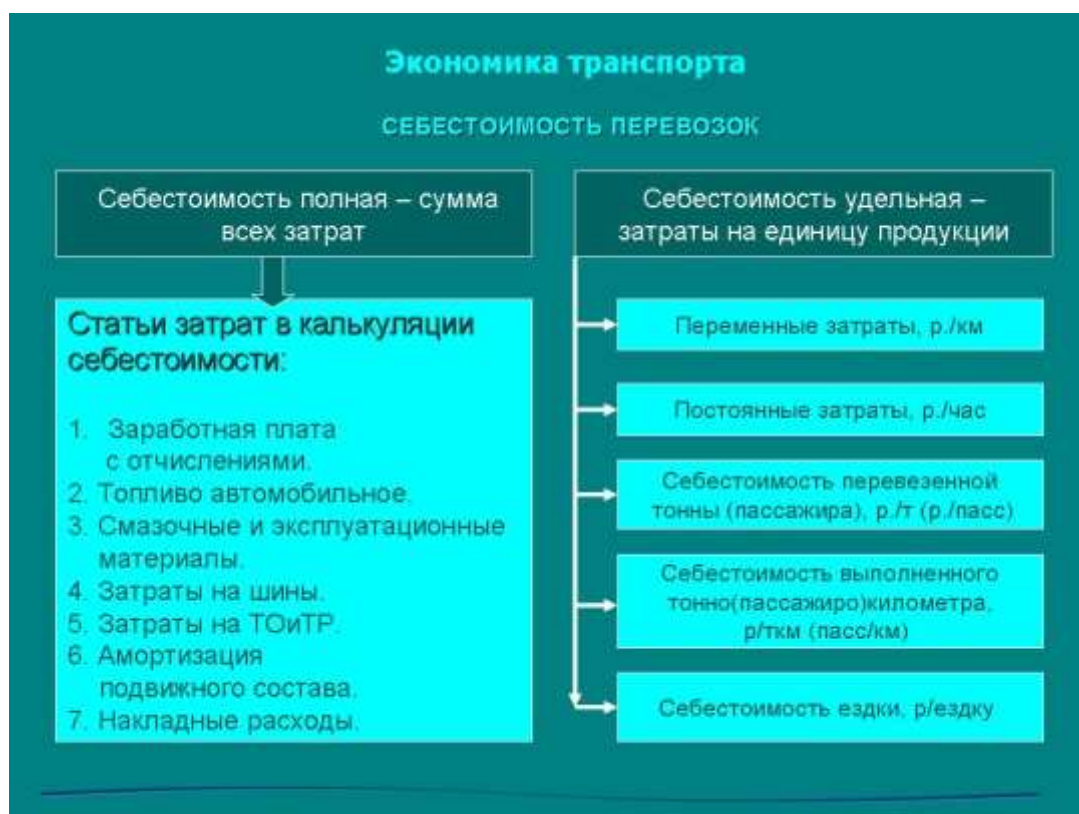 Экономика транспорта
СЕБЕСТОИМОСТЬ ПЕРЕВОЗОК
Себестоимость полная – сумма
всех затрат
Статьи затрат в калькуляции
себестоимости:
1. Заработная плата
с отчислениями.
2. Топливо автомобильное.
3. Смазочные и эксплуатационные
материалы.
4. Затраты на шины.
5. Затраты на ТОиТР.
6. Амортизация
подвижного состава.
7. Накладные расходы.
Себестоимость удельная –
затраты на единицу продукции
Переменные затраты, р./км
Постоянные затраты, р./час
Себестоимость перевезенной
тонны (пассажира), р./т (р./пасс)
Себестоимость выполненного
тонно(пассажиро)километра,
р/ткм (пасс/км)
Себестоимость ездки, р/ездку